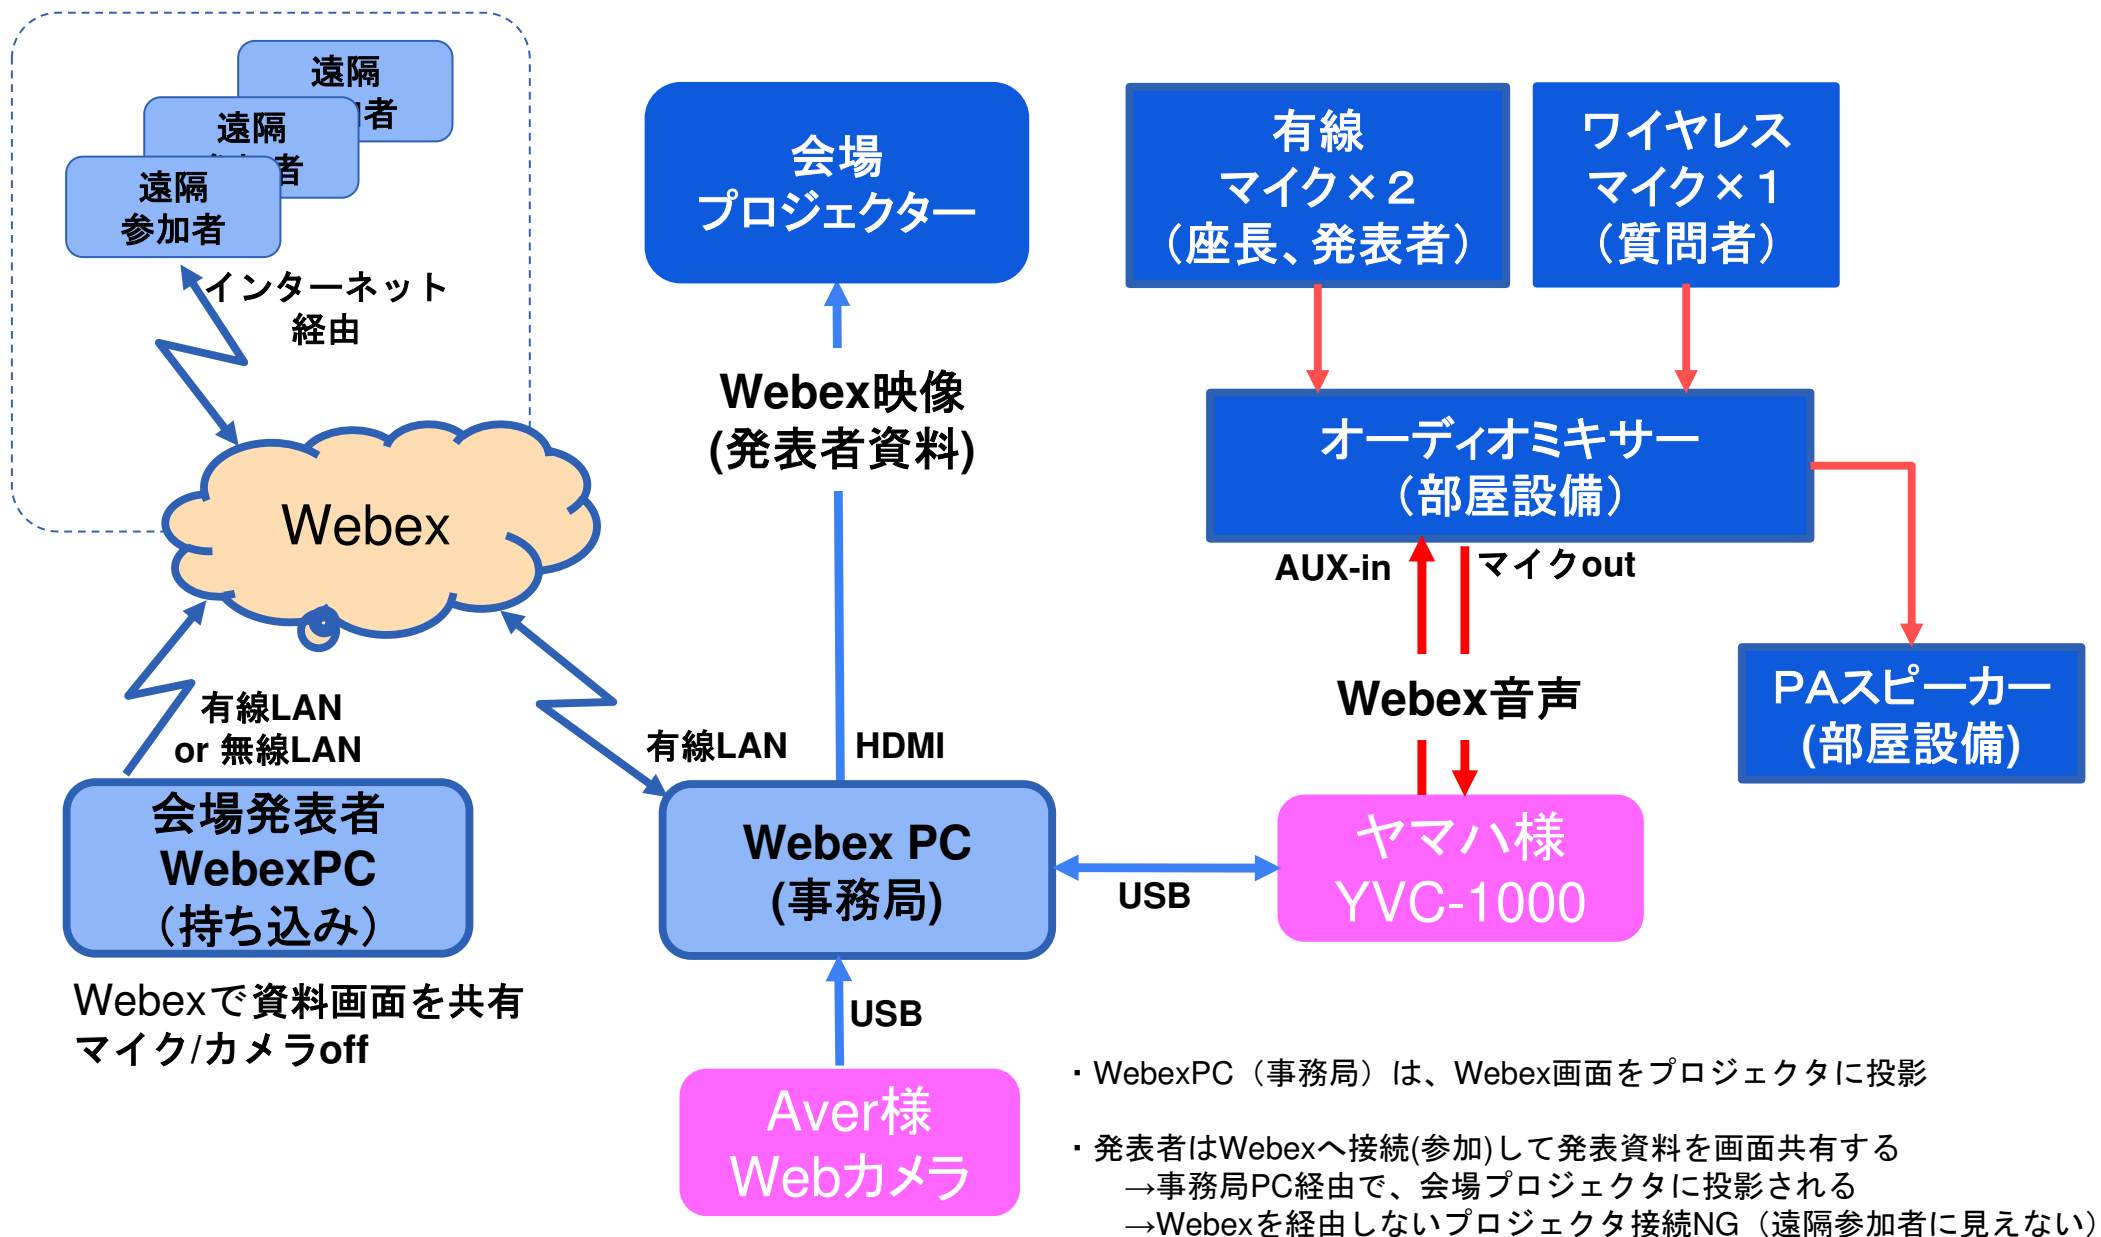 遠隔
者
遠隔
者
遠隔
参加者
インターネット
経由
Webex
有線LAN
or 無線LAN
会場発表者
WebexPC
（持ち込み）
Webexで資料画面を共有
マイク/カメラoff
会場
プロジェクター
Webex映像
(発表者資料)
有線LAN
HDMI
Webex PC
(事務局)
USB
Aver様
Webカメラ
有線
マイク×２
（座長、発表者）
ワイヤレス
マイク×１
（質問者）
オーディオミキサー
（部屋設備）
AUX-in
マイクout
Webex音声
PAスピーカー
(部屋設備)
USB
ヤマハ様
YVC-1000
・WebexPC（事務局）は、Webex画面をプロジェクタに投影
・発表者はWebexへ接続(参加)して発表資料を画面共有する
→事務局PC経由で、会場プロジェクタに投影される
→Webexを経由しないプロジェクタ接続NG（遠隔参加者に見えない）